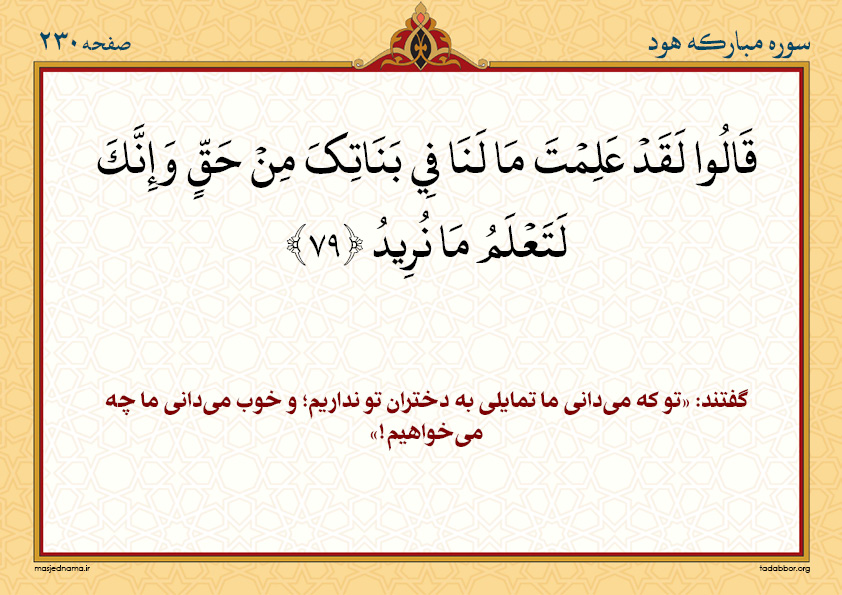 سوره مبارکه هود
صفحه ۲۳۰
قَالُوا لَقَدْ عَلِمْتَ مَا لَنَا فِي بَنَاتِكَ مِنْ حَقٍّ وَإِنَّكَ
لَتَعْلَمُ مَا نُرِيدُ ﴿۷۹﴾
گفتند: «تو که می‌دانی ما تمایلی به دختران تو نداریم؛ و خوب می‌دانی ما چه
می‌خواهیم!»
masjednama.ir
tadabbor.org